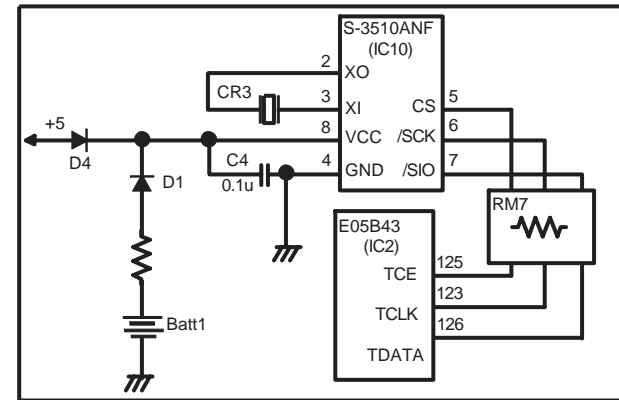 S-3510ANF
(IC10)
2
XO
CR3
3
XI
CS
5
+5
8
VCC
/SCK
6
D4
C4
4
GND
/SIO
7
D1
0.1u
RM7
E05B43
(IC2)
TCE
125
TCLK
123
Batt1
126
TDATA